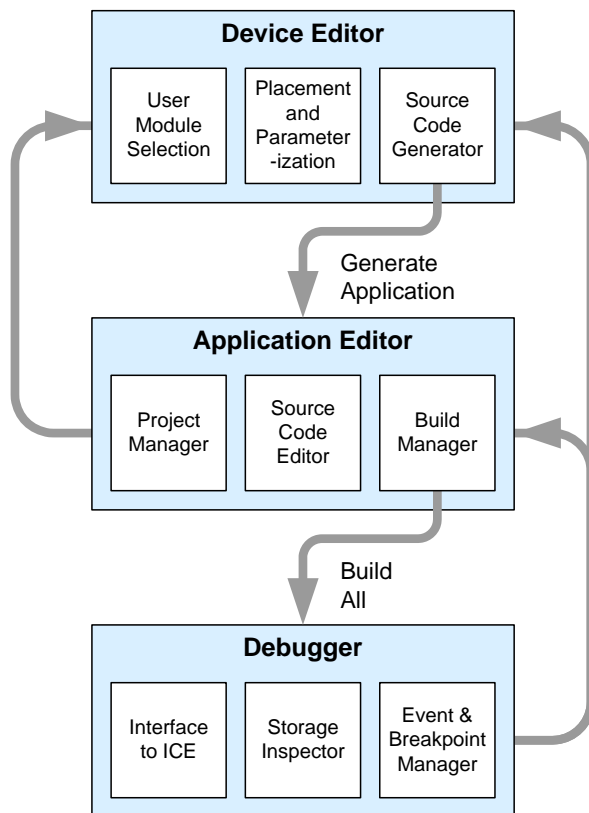 Device Editor
User
Module
Selection
Placement
and
Parameter
-ization
Source
Code
Generator
Generate
Application
Application Editor
Project
Manager
Source
Code
Editor
Build
Manager
Build
All
Debugger
Interface
to ICE
Storage
Inspector
Event &
Breakpoint
Manager